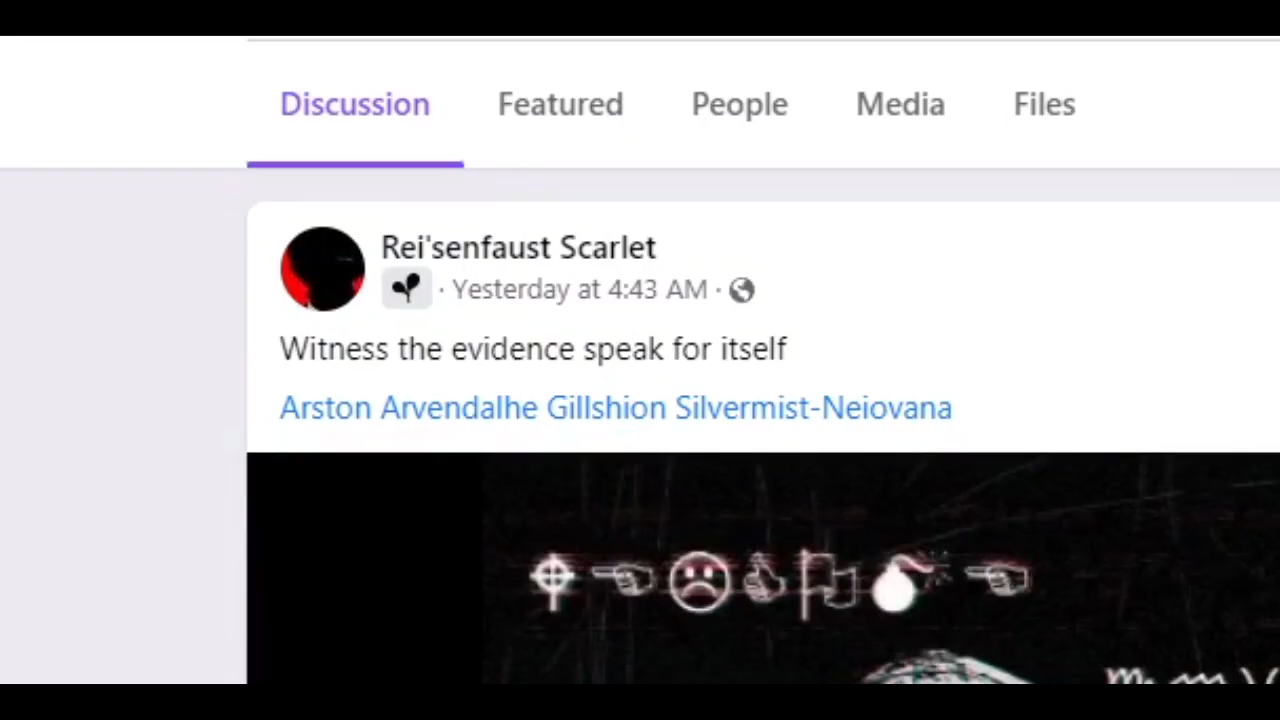 Discussion Featured People Media Files
Rei'senfaust Scarlet
· Yesterday at 4:43 AM ·
Witness the evidence speak for itself
Arston Arvendalhe Gillshion Silvermist-Neiovana